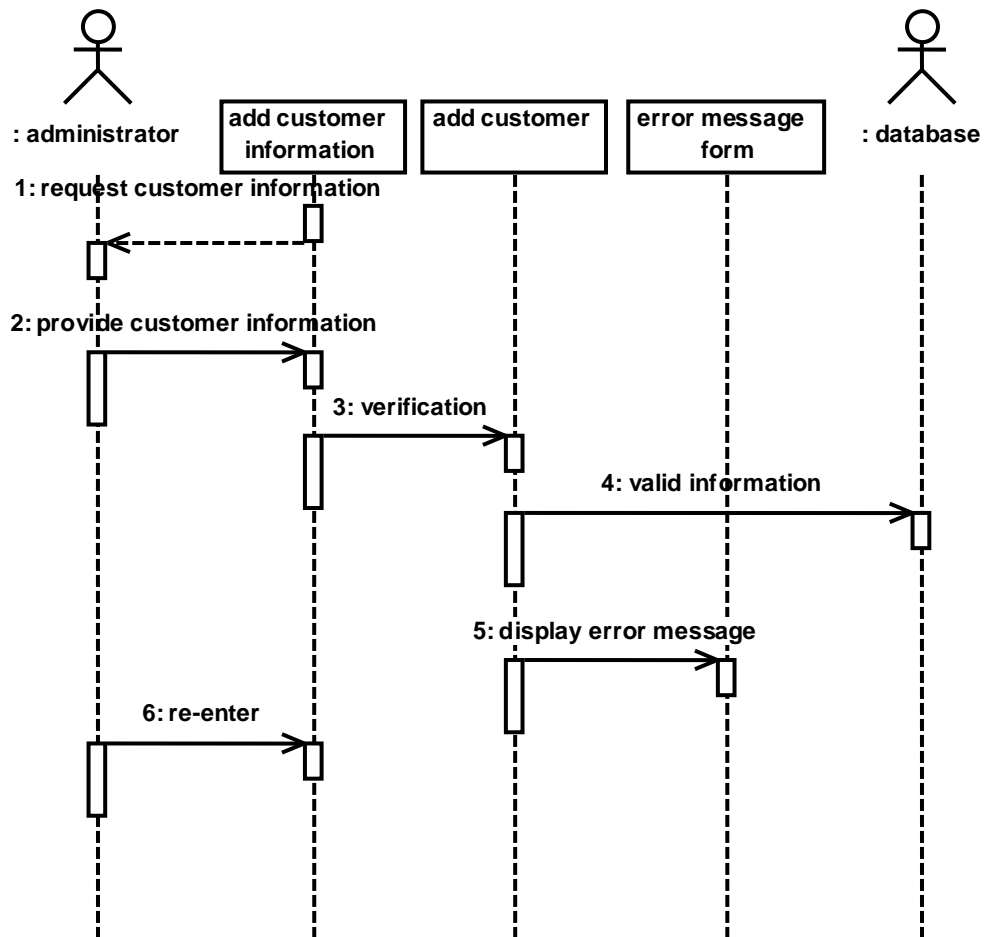 : administrator
add customer
information
add customer
error message
form
: database
1: request customer information
2: provide customer information
3: verification
4: valid information
5: display error message
6: re-enter